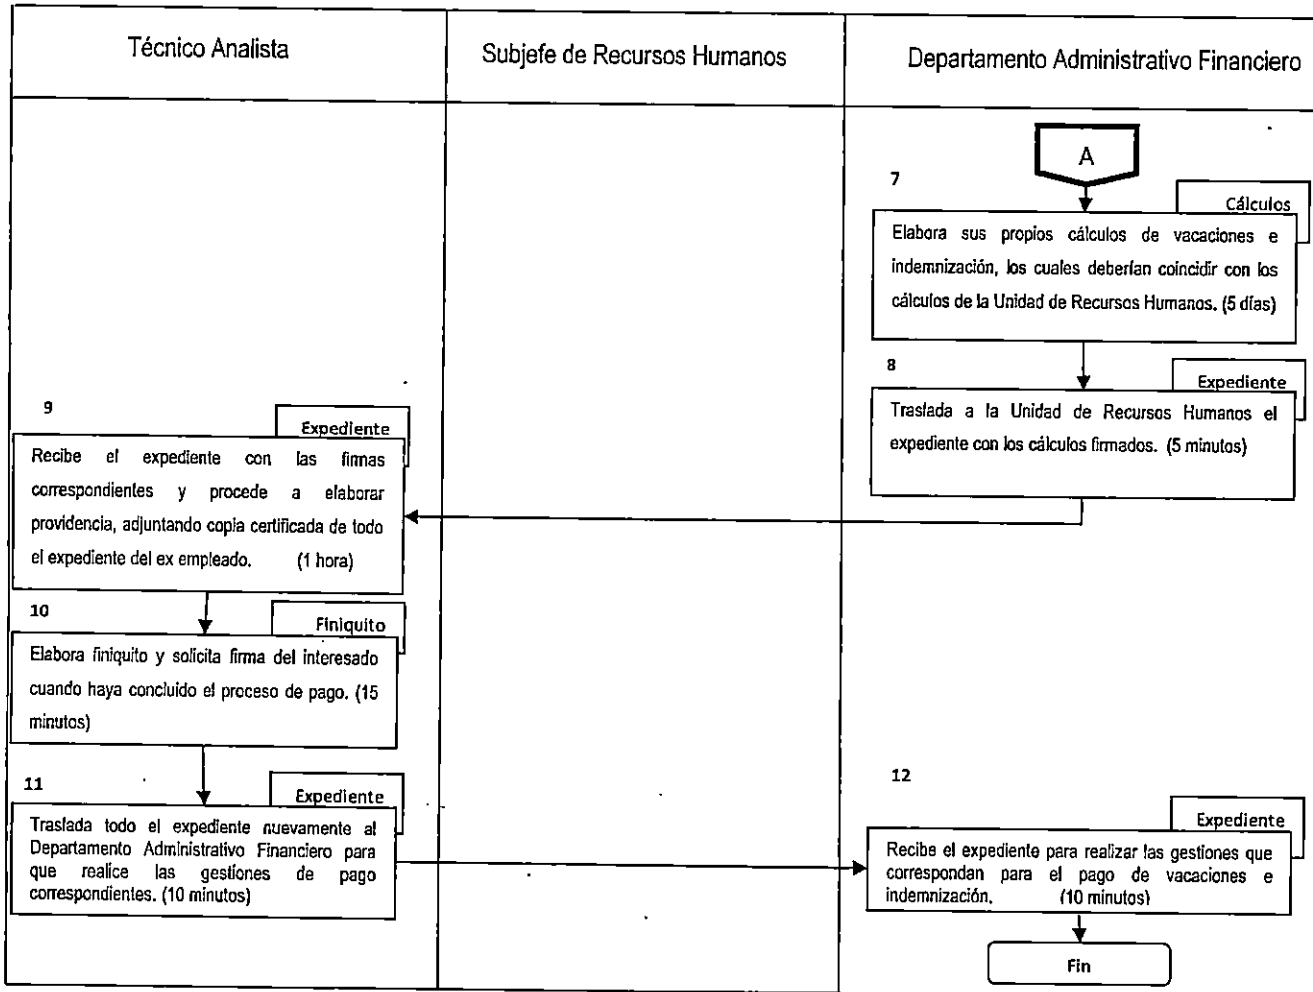 Técnico Analista
Subjefe de Recursos Humanos
Departamento Administrativo Financiero
A
7
Cálculos
Elabora sus propios cálculos de vacaciones e
indemnización, los cuales deberían coincidir con los
cálculos de la Unidad de Recursos Humanos. (5 días)
8
Expediente
Traslada a la Unidad de Recursos Humanos el
expediente con los cálculos firmados. (5 minutos)
9
Expediente
Recibe el expediente con las firmas
correspondientes y procede a elaborar
providencia, adjuntando copia certificada de todo
el expediente del ex empleado. (1 hora)
10
Finiquito
Elabora finiquito y solicita firma del interesado
cuando haya concluido el proceso de pago. (15
minutos)
11
Expediente
Traslada todo el expediente nuevamente al
Departamento Administrativo Financiero para
que realice las gestiones de pago
correspondientes. (10 minutos)
12
Expediente
Recibe el expediente para realizar las gestiones que
correspondan para el pago de vacaciones e
indemnización. (10 minutos)
Fin